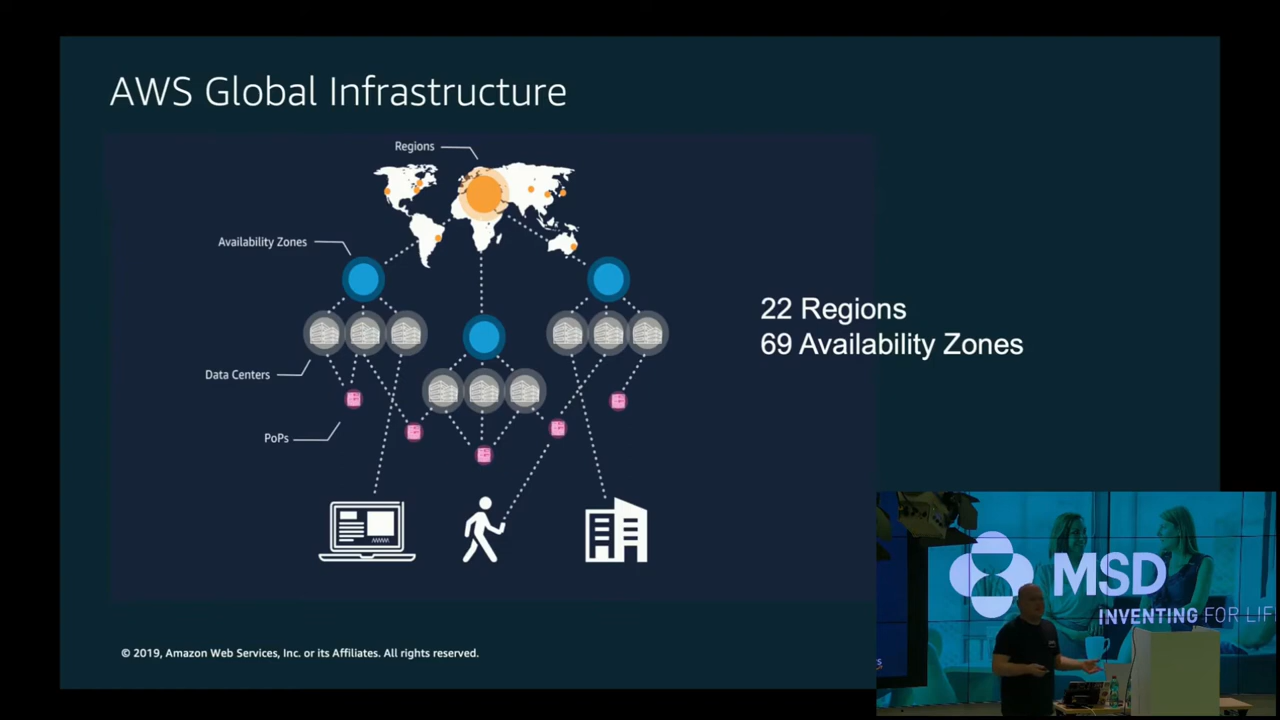 AWS Global Infrastructure
Regions
Availability Zones
Data Centers
PoPs
22 Regions
69 Availability Zones
© 2019, Amazon Web Services, Inc. or its Affiliates. All rights reserved.
MSD
INVENTING FOR LIF